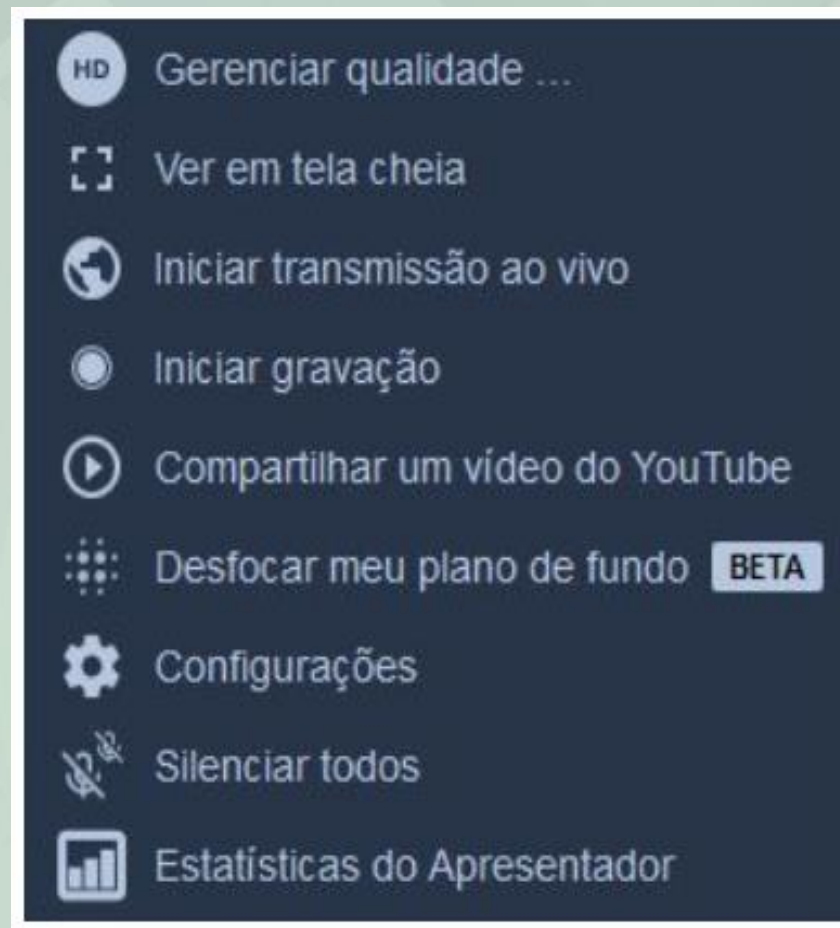 HD Gerenciar qualidade ...
Ver em tela cheia
Iniciar transmissão ao vivo
Iniciar gravação
Compartilhar um vídeo do YouTube
Desfocar meu plano de fundo BETA
Configurações
Silenciar todos
Estatísticas do Apresentador